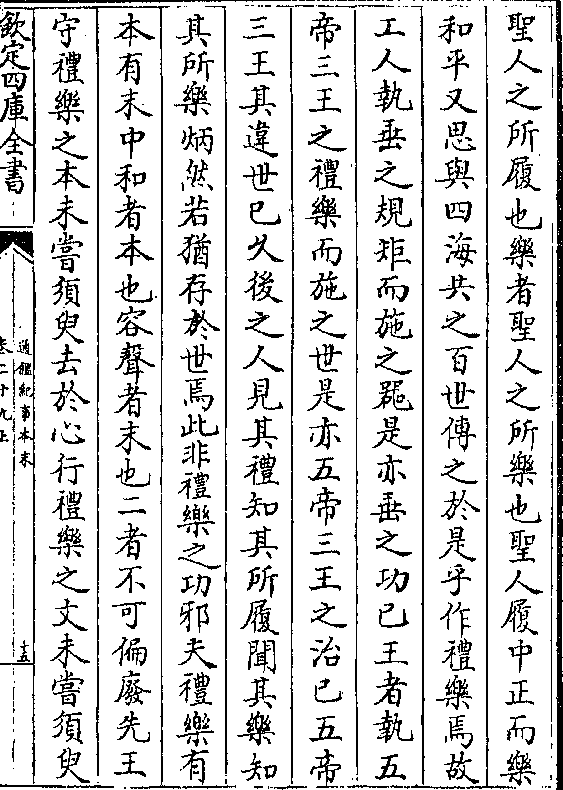 聖人之所履也樂者聖人之所樂也聖人履中正而樂
和平又思與四海共之百世傳之於是乎作禮樂焉故
工人執垂之規矩而施之器是亦垂之功已王者執五
帝三王之禮樂而施之世是亦五帝三王之治已五帝
三王其違世已久後之人見其禮知其所履聞其樂知
其所樂炳然若猶存於世焉此非禮樂之功邪夫禮樂有
本有末中和者本也容聲者末也二者不可偏廢先王
守禮樂之本未嘗須臾去於心行禮樂之文未嘗須臾
欽定四庫全書
通鑑紀事本末
卷二十九上
十五